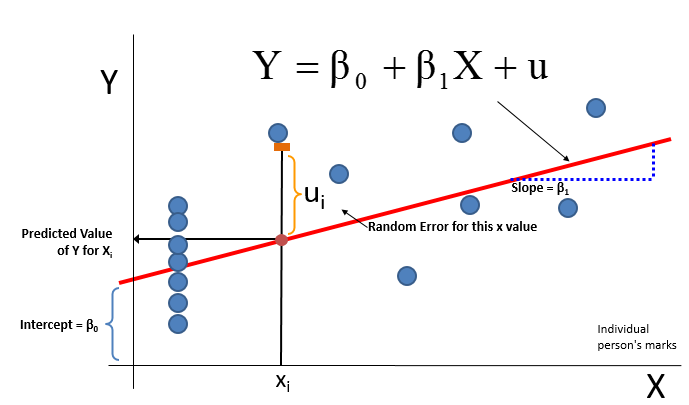 Y = β₀ + β₁X + u
Y
uᵢ
Slope = β₁
Random Error for this x value
Predicted Value
of Y for Xᵢ
Intercept = β₀
Individual
person's marks
xᵢ
X